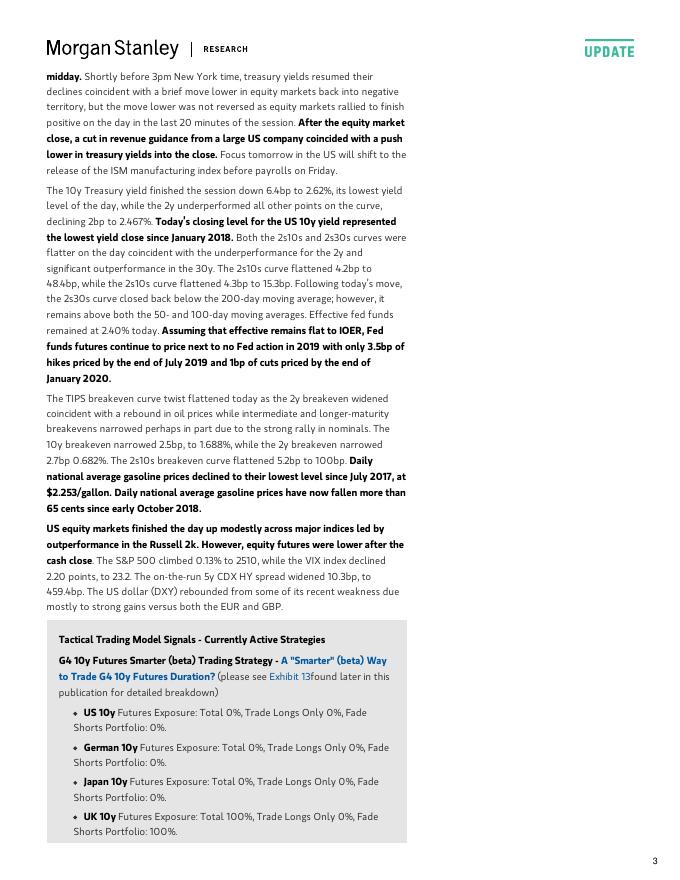 Morgan Stanley | RESEARCH
UPDATE
midday. Shortly before 3pm New York time, treasury yields resumed their
declines coincident with a brief move lower in equity markets back into negative
territory, but the move lower was not reversed as equity markets rallied to finish
positive on the day in the last 20 minutes of the session. After the equity market
close, a cut in revenue guidance from a large US company coincided with a push
lower in treasury yields into the close. Focus tomorrow in the US will shift to the
release of the ISM manufacturing index before payrolls on Friday.
The 10y Treasury yield finished the session down 6.4bp to 2.62%, its lowest yield
level of the day, while the 2y underperformed all other points on the curve,
declining 2bp to 2.467%. Today's closing level for the US 10y yield represented
the lowest yield close since January 2018. Both the 2s10s and 2s30s curves were
flatter on the day coincident with the underperformance for the 2y and
significant outperformance in the 30y. The 2s10s curve flattened 4.2bp to
48.4bp, while the 2s10s curve flattened 4.3bp to 15.3bp. Following today's move,
the 2s30s curve closed back below the 200-day moving average; however, it
remains above both the 50- and 100-day moving averages. Effective fed funds
remained at 2.40% today. Assuming that effective remains flat to IOER, Fed
funds futures continue to price next to no Fed action in 2019 with only 3.5bp of
hikes priced by the end of July 2019 and 1bp of cuts priced by the end of
January 2020.
The TIPS breakeven curve twist flattened today as the 2y breakeven widened
coincident with a rebound in oil prices while intermediate and longer-maturity
breakevens narrowed perhaps in part due to the strong rally in nominals. The
10y breakeven narrowed 2.5bp, to 1.688%, while the 2y breakeven narrowed
2.7bp 0.682%. The 2s10s breakeven curve flattened 5.2bp to 100bp. Daily
national average gasoline prices declined to their lowest level since July 2017, at
$2.253/gallon. Daily national average gasoline prices have now fallen more than
65 cents since early October 2018.
US equity markets finished the day up modestly across major indices led by
outperformance in the Russell 2k. However, equity futures were lower after the
cash close. The S&P 500 climbed 0.13% to 2510, while the VIX index declined
2.20 points, to 23.2. The on-the-run 5y CDX HY spread widened 10.3bp, to
459.4bp. The US dollar (DXY) rebounded from some of its recent weakness due
mostly to strong gains versus both the EUR and GBP.
Tactical Trading Model Signals - Currently Active Strategies
G4 10y Futures Smarter (beta) Trading Strategy - A "Smarter" (beta) Way
to Trade G4 10y Futures Duration? (please see Exhibit 13found later in this
publication for detailed breakdown)
◆ US 10y Futures Exposure: Total 0%, Trade Longs Only 0%, Fade
Shorts Portfolio: 0%.
◆ German 10y Futures Exposure: Total 0%, Trade Longs Only 0%, Fade
Shorts Portfolio: 0%.
◆ Japan 10y Futures Exposure: Total 0%, Trade Longs Only 0%, Fade
Shorts Portfolio: 0%.
◆ UK 10y Futures Exposure: Total 100%, Trade Longs Only 0%, Fade
Shorts Portfolio: 100%.
3